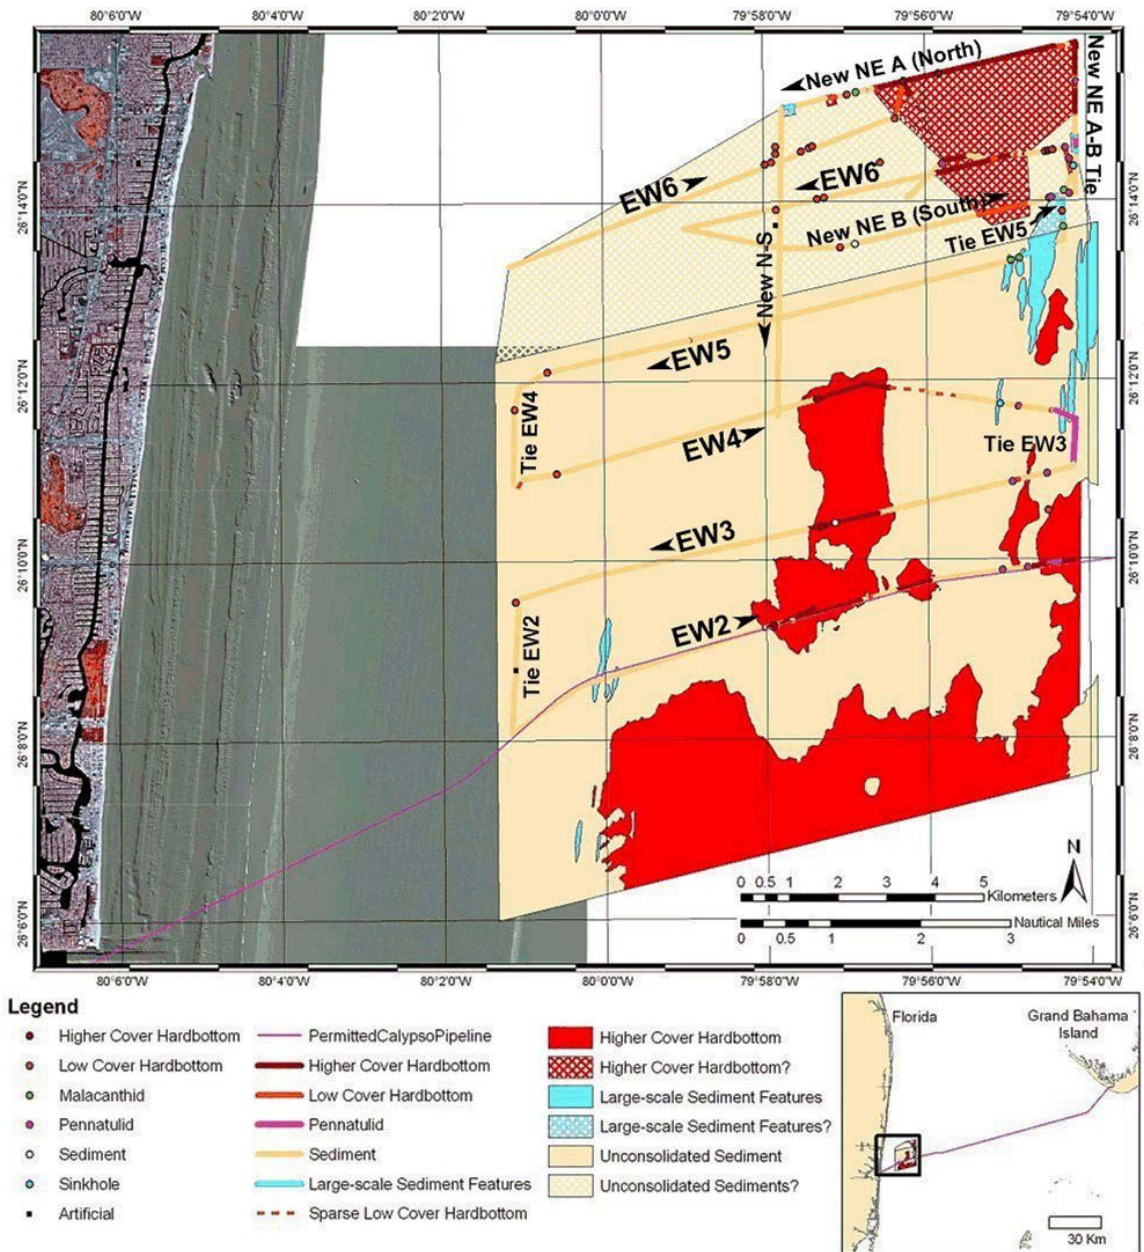 80°6'0"W
80°4'0"W
80°2'0"W
80°0'0"W
79°58'0"W
79°56'0"W
79°54'0"W
26°14'0"N
26°14'0"N
26°12'0"N
26°12'0"N
26°10'0"N
26°10'0"N
26°8'0"N
26°8'0"N
26°6'0"N
26°6'0"N
New NE A (North)
New NE A-B Tie
EW6
EW6
New NE B (South)
Tie EW5
New N-S
EW5
Tie EW4
EW4
Tie EW3
EW3
EW2
Tie EW2
N
0 0.5 1 2 3 4 5
Kilometers
Nautical Miles
0 0.5 1 2 3
80°6'0"W
80°4'0"W
80°2'0"W
80°0'0"W
79°58'0"W
79°56'0"W
79°54'0"W
Legend
Higher Cover Hardbottom
Low Cover Hardbottom
Malacanthid
Pennatulid
Sediment
Sinkhole
Artificial
PermittedCalypsoPipeline
Higher Cover Hardbottom
Low Cover Hardbottom
Pennatulid
Sediment
Large-scale Sediment Features
Sparse Low Cover Hardbottom
Higher Cover Hardbottom
Higher Cover Hardbottom?
Large-scale Sediment Features
Large-scale Sediment Features?
Unconsolidated Sediment
Unconsolidated Sediments?
Florida
Grand Bahama
Island
30 Km